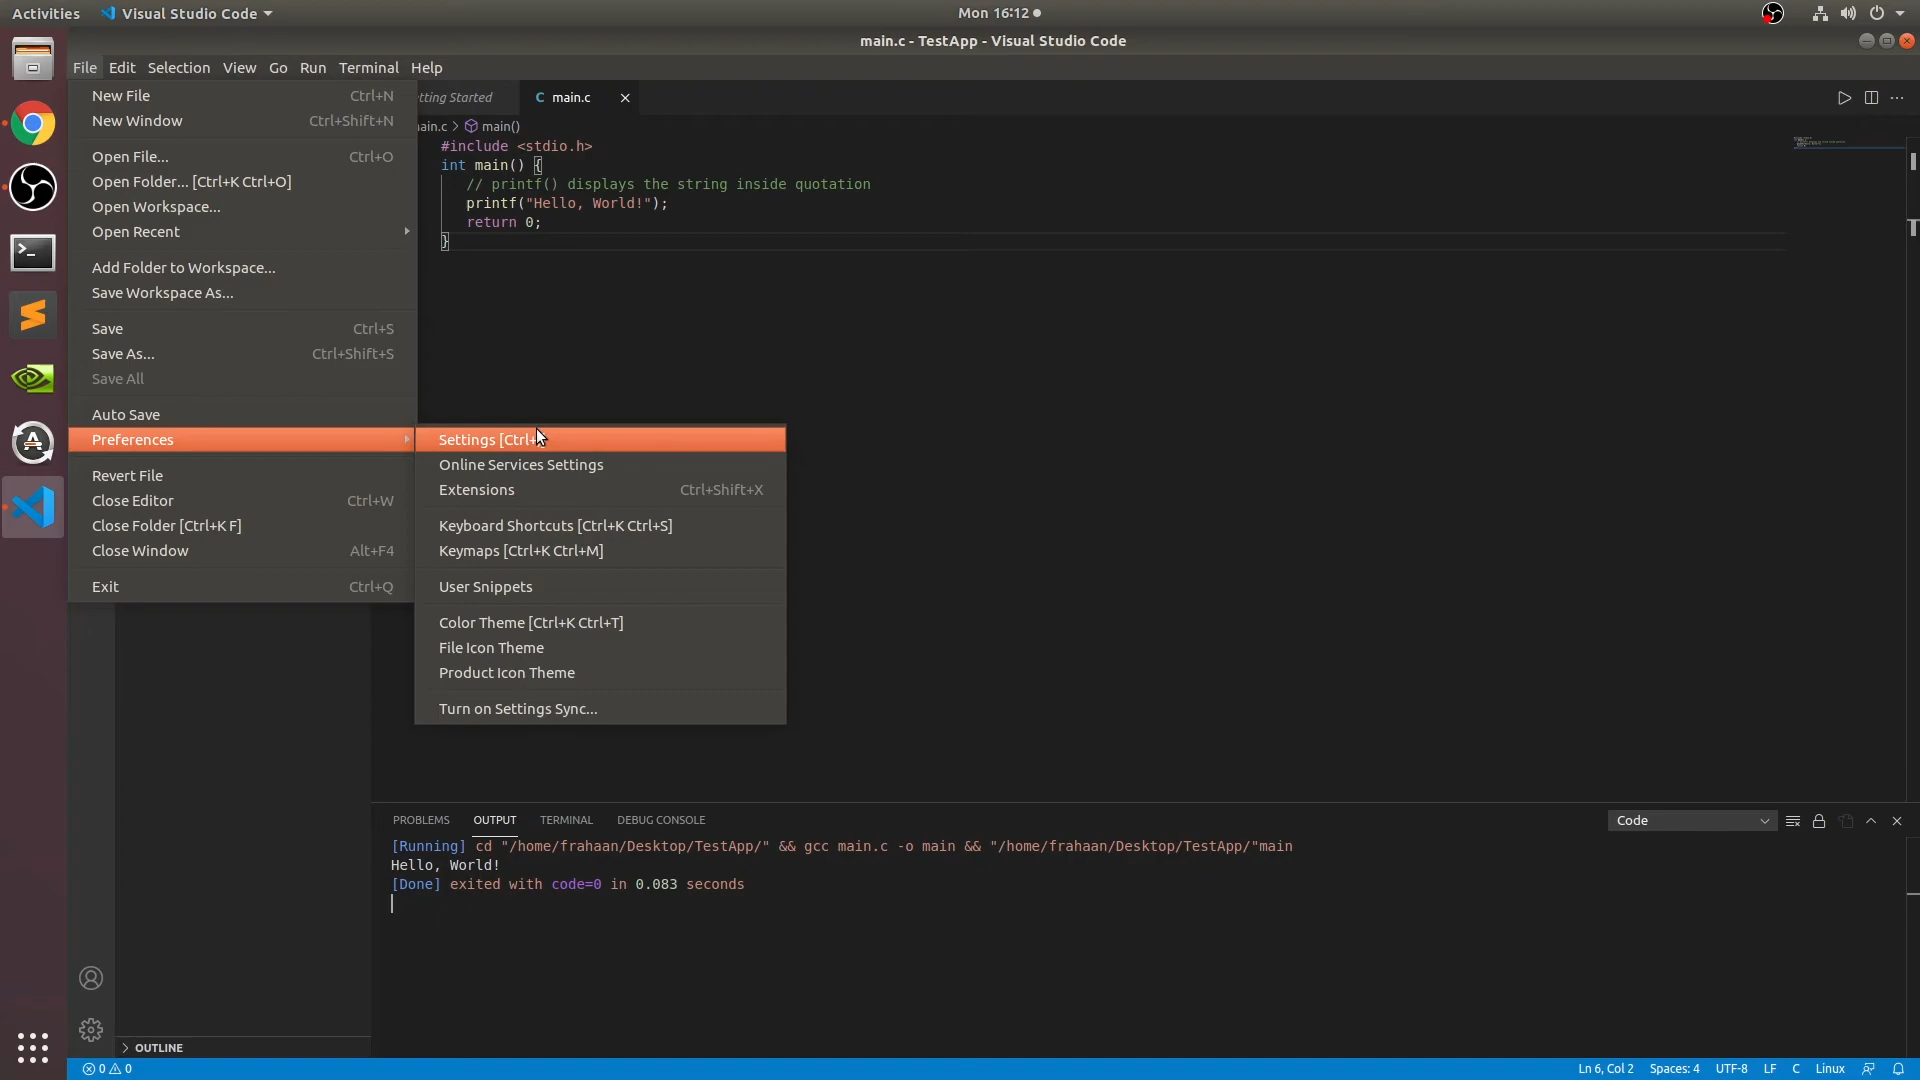 Activities
Visual Studio Code
Mon 16:12
main.c - TestApp - Visual Studio Code
File Edit Selection View Go Run Terminal Help
New File Ctrl+N
New Window Ctrl+Shift+N
Open File... Ctrl+O
Open Folder... [Ctrl+K Ctrl+O]
Open Workspace...
Open Recent
Add Folder to Workspace...
Save Workspace As...
Save Ctrl+S
Save As... Ctrl+Shift+S
Save All
Auto Save
Preferences
Revert File
Close Editor Ctrl+W
Close Folder [Ctrl+K F]
Close Window Alt+F4
Exit Ctrl+Q
Settings [Ctrl+
Online Services Settings
Extensions Ctrl+Shift+X
Keyboard Shortcuts [Ctrl+K Ctrl+S]
Keymaps [Ctrl+K Ctrl+M]
User Snippets
Color Theme [Ctrl+K Ctrl+T]
File Icon Theme
Product Icon Theme
Turn on Settings Sync...
Started
C main.c
main()
#include <stdio.h>
int main() {
// printf() displays the string inside quotation
printf("Hello, World!");
return 0;
}
PROBLEMS OUTPUT TERMINAL DEBUG CONSOLE
Code
[Running] cd "/home/frahaan/Desktop/TestApp/" && gcc main.c -o main && "/home/frahaan/Desktop/TestApp/"main
Hello, World!
[Done] exited with code=0 in 0.083 seconds
OUTLINE
0 0
Ln 6, Col 2 Spaces: 4 UTF-8 LF C Linux